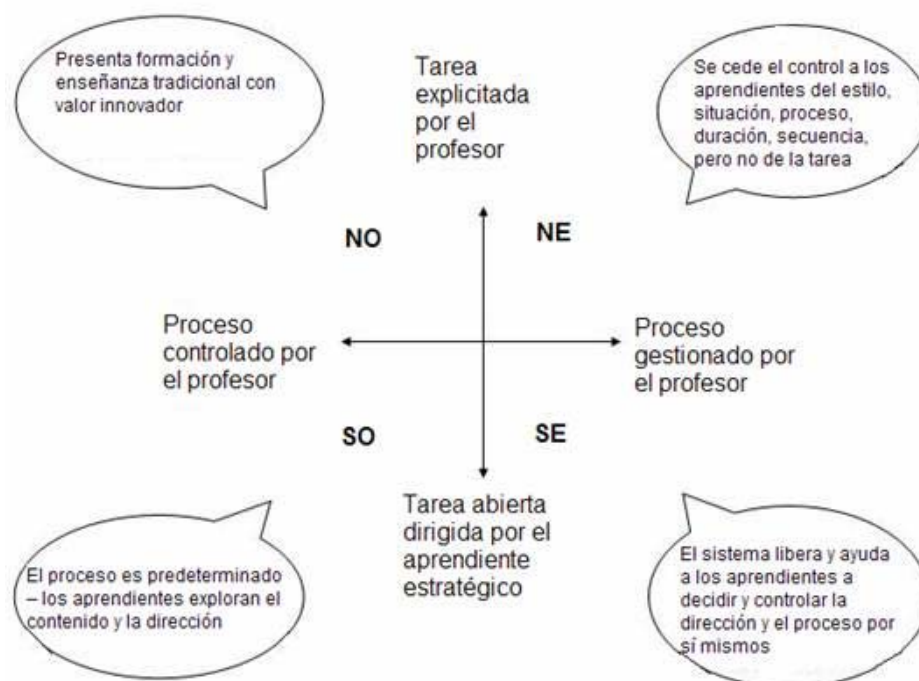 Presenta formación y
enseñanza tradicional con
valor innovador
Tarea
explicitada
por el
profesor
Se cede el control a los
aprendientes del estilo,
situación, proceso,
duración, secuencia,
pero no de la tarea
NO
NE
Proceso
controlado por
el profesor
Proceso
gestionado por
el profesor
SO
SE
Tarea abierta
dirigida por el
aprendiente
estratégico
El proceso es predeterminado
– los aprendientes exploran el
contenido y la dirección
El sistema libera y ayuda
a los aprendientes a
decidir y controlar la
dirección y el proceso por
sí mismos